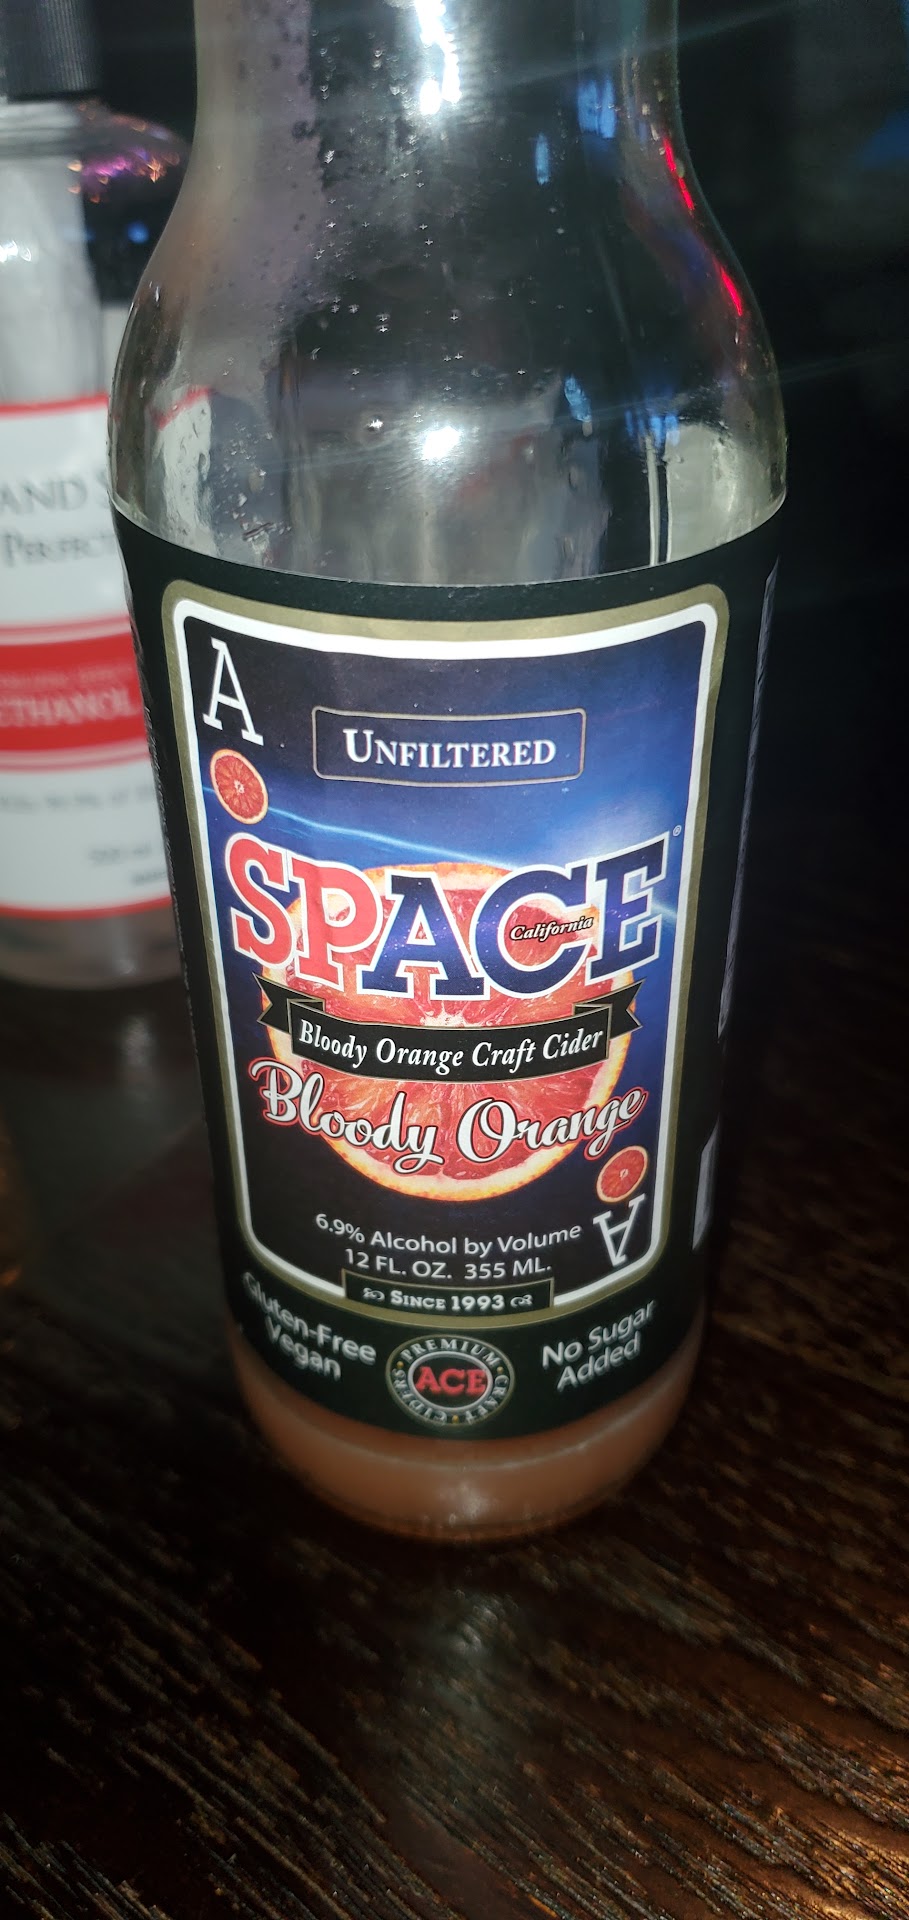 A
UNFILTERED
SPACE
California
Bloody Orange Craft Cider
Bloody Orange
6.9% Alcohol by Volume
12 FL. OZ. 355 ML.
A
SINCE 1993
Gluten-Free
Vegan
PREMIUM CRAFT CIDERS
ACE
No Sugar
Added
AND
ETHANOL